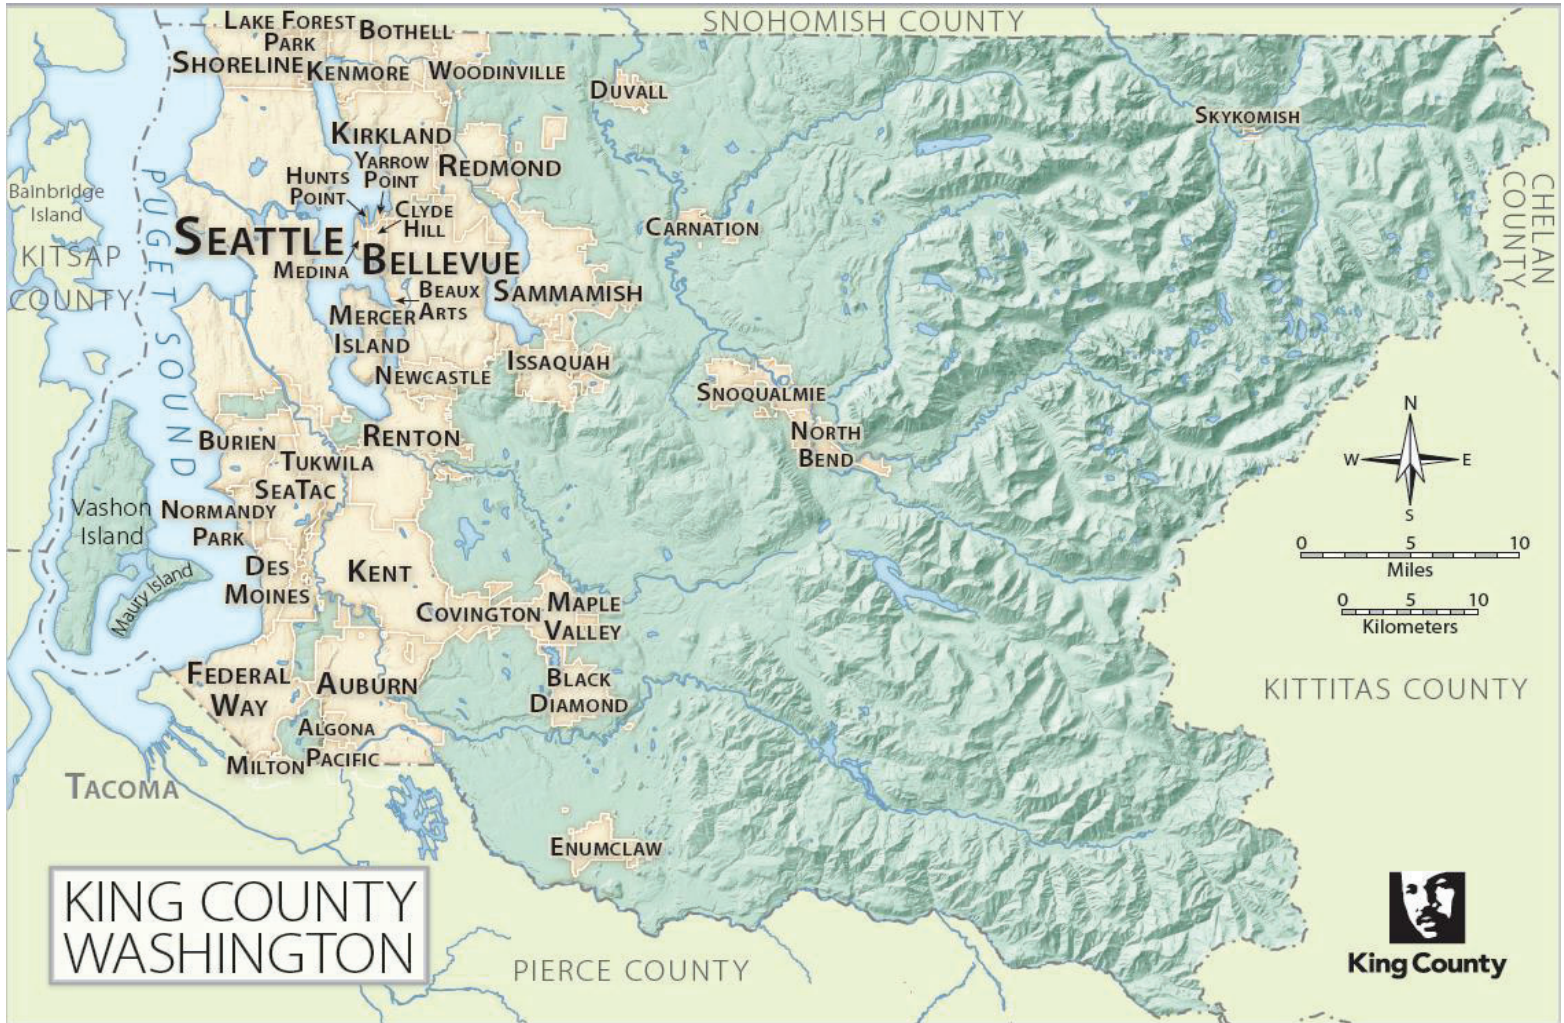 SNOHOMISH COUNTY
LAKE FOREST
PARK
BOTHELL
SHORELINE
KENMORE
WOODINVILLE
DUVALL
SKYKOMISH
KIRKLAND
YARROW
POINT
REDMOND
HUNTS
POINT
Bainbridge
Island
KITSAP
COUNTY
PUGET SOUND
CHELAN
COUNTY
CLYDE
HILL
CARNATION
SEATTLE
MEDINA
BELLEVUE
BEAUX
ARTS
SAMMAMISH
MERCER
ISLAND
ISSAQUAH
NEWCASTLE
SNOQUALMIE
NORTH
BEND
BURIEN
RENTON
TUKWILA
SEATAC
Vashon
Island
NORMANDY
PARK
Maury Island
DES
MOINES
KENT
COVINGTON
MAPLE
VALLEY
N
W
E
S
0 5 10
Miles
0 5 10
Kilometers
FEDERAL
WAY
AUBURN
BLACK
DIAMOND
KITTITAS COUNTY
ALGONA
PACIFIC
MILTON
TACOMA
ENUMCLAW
KING COUNTY
WASHINGTON
PIERCE COUNTY
King County